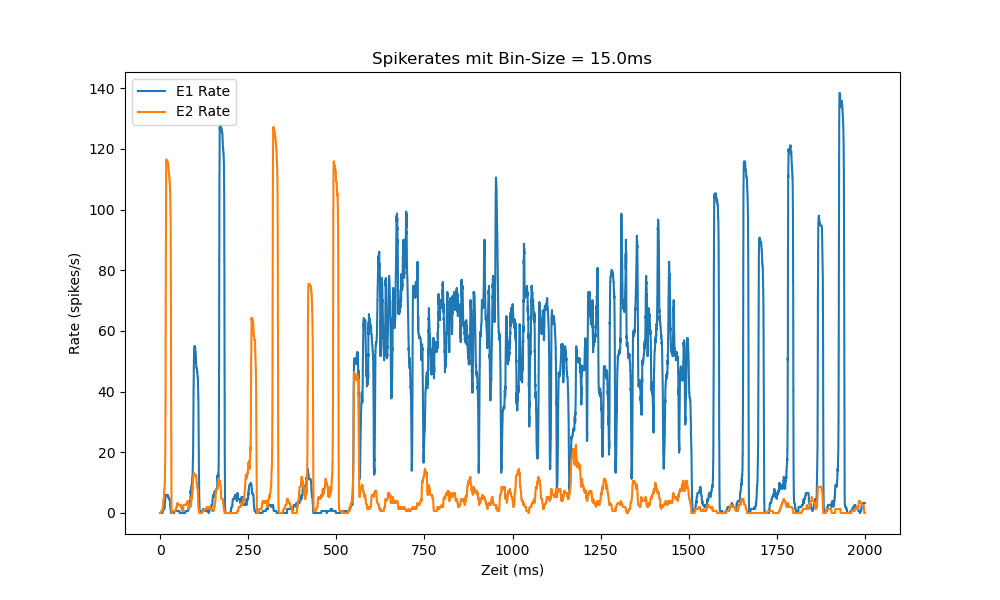 Spikerates mit Bin-Size = 15.0ms
E1 Rate
E2 Rate
140
120
100
80
60
40
20
0
Rate (spikes/s)
0 250 500 750 1000 1250 1500 1750 2000
Zeit (ms)